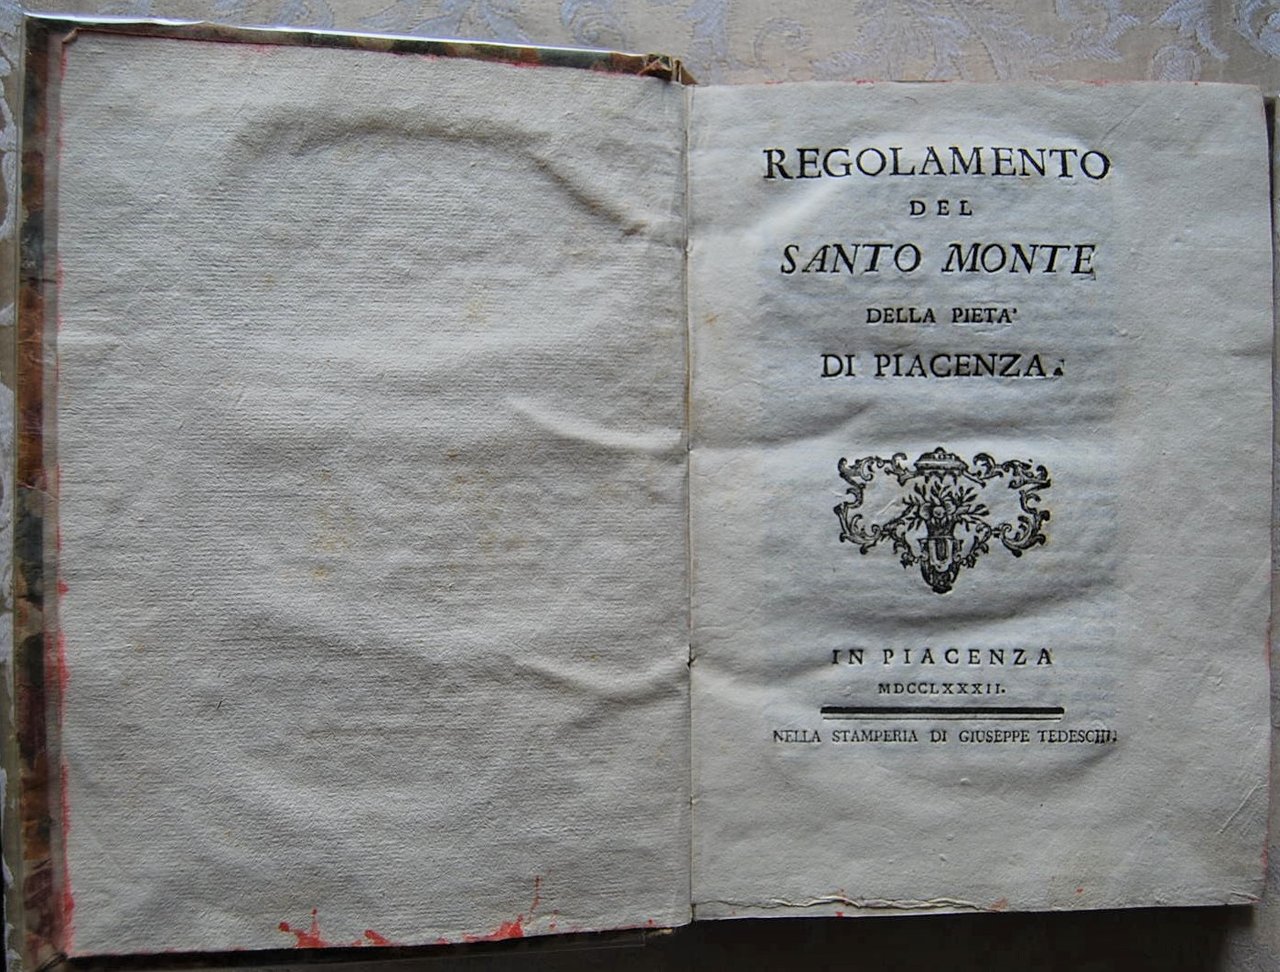 REGOLAMENTO
DEL
SANTO MONTE
DELLA PIETA'
DI PIACENZA.
IN PIACENZA
MDCCLXXXII.
NELLA STAMPERIA DI GIUSEPPE TEDESCHI.